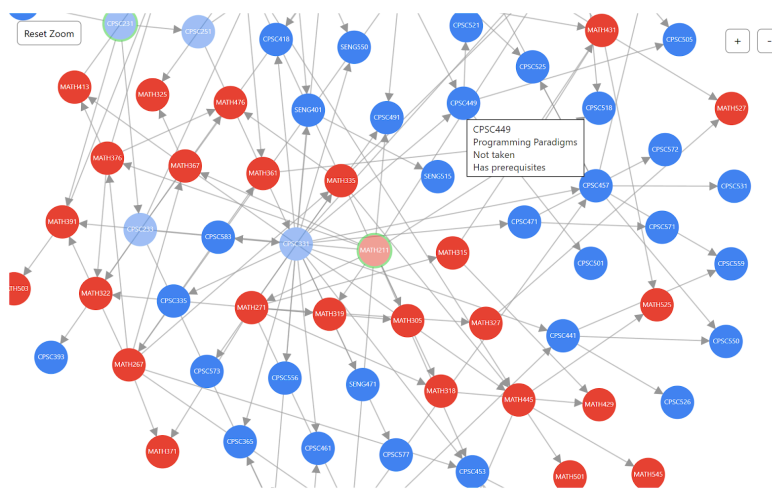 CPSC231
CPSC251
Reset Zoom
CPSC418
SENG550
CPSC521
MATH431
CPSC505
+
-
CPSC525
MATH413
MATH325
MATH476
SENG401
CPSC491
CPSC449
CPSC518
MATH527
CPSC449
Programming Paradigms
Not taken
Has prerequisites
CPSC572
MATH376
MATH367
MATH361
MATH335
SENG515
CPSC457
CPSC531
MATH391
CPSC233
CPSC583
CPSC331
MATH211
MATH315
CPSC471
CPSC571
CPSC501
CPSC559
MATH503
MATH322
CPSC335
MATH271
MATH319
MATH305
MATH327
MATH525
CPSC441
CPSC550
CPSC393
MATH267
CPSC573
CPSC556
SENG471
MATH318
MATH445
MATH429
CPSC526
MATH371
CPSC365
CPSC461
CPSC577
CPSC453
MATH501
MATH545